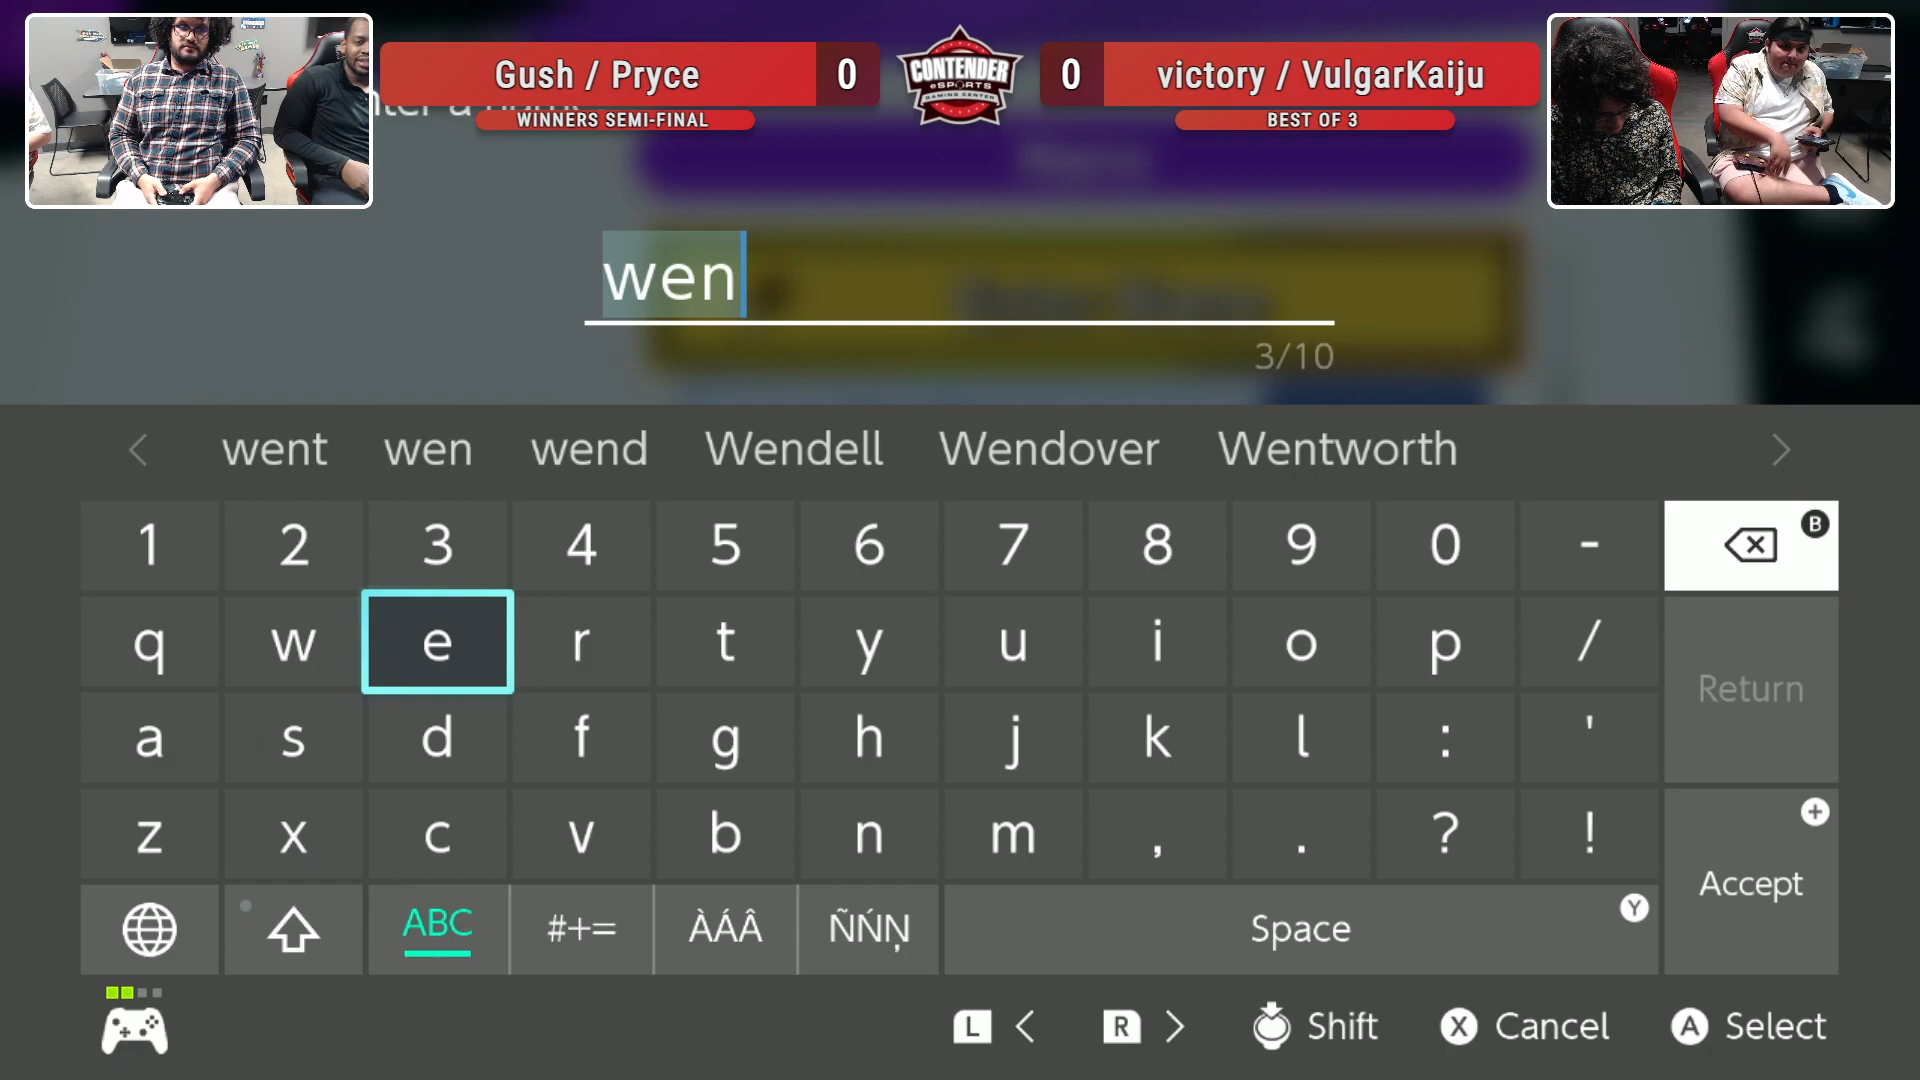 Gush / Pryce
0
CONTENDER
eSPORTS
GAMING CENTER
0
victory / VulgarKaiju
WINNERS SEMI-FINAL
BEST OF 3
wen
3/10
went wen wend Wendell Wendover Wentworth
1 2 3 4 5 6 7 8 9 0 - B
q w e r t y u i o p / Return
a s d f g h j k l : '
z x c v b n m , . ? ! + Accept
ABC #+= ÀÁÂ ÑŃŅ Space Y
L < R > Shift X Cancel A Select